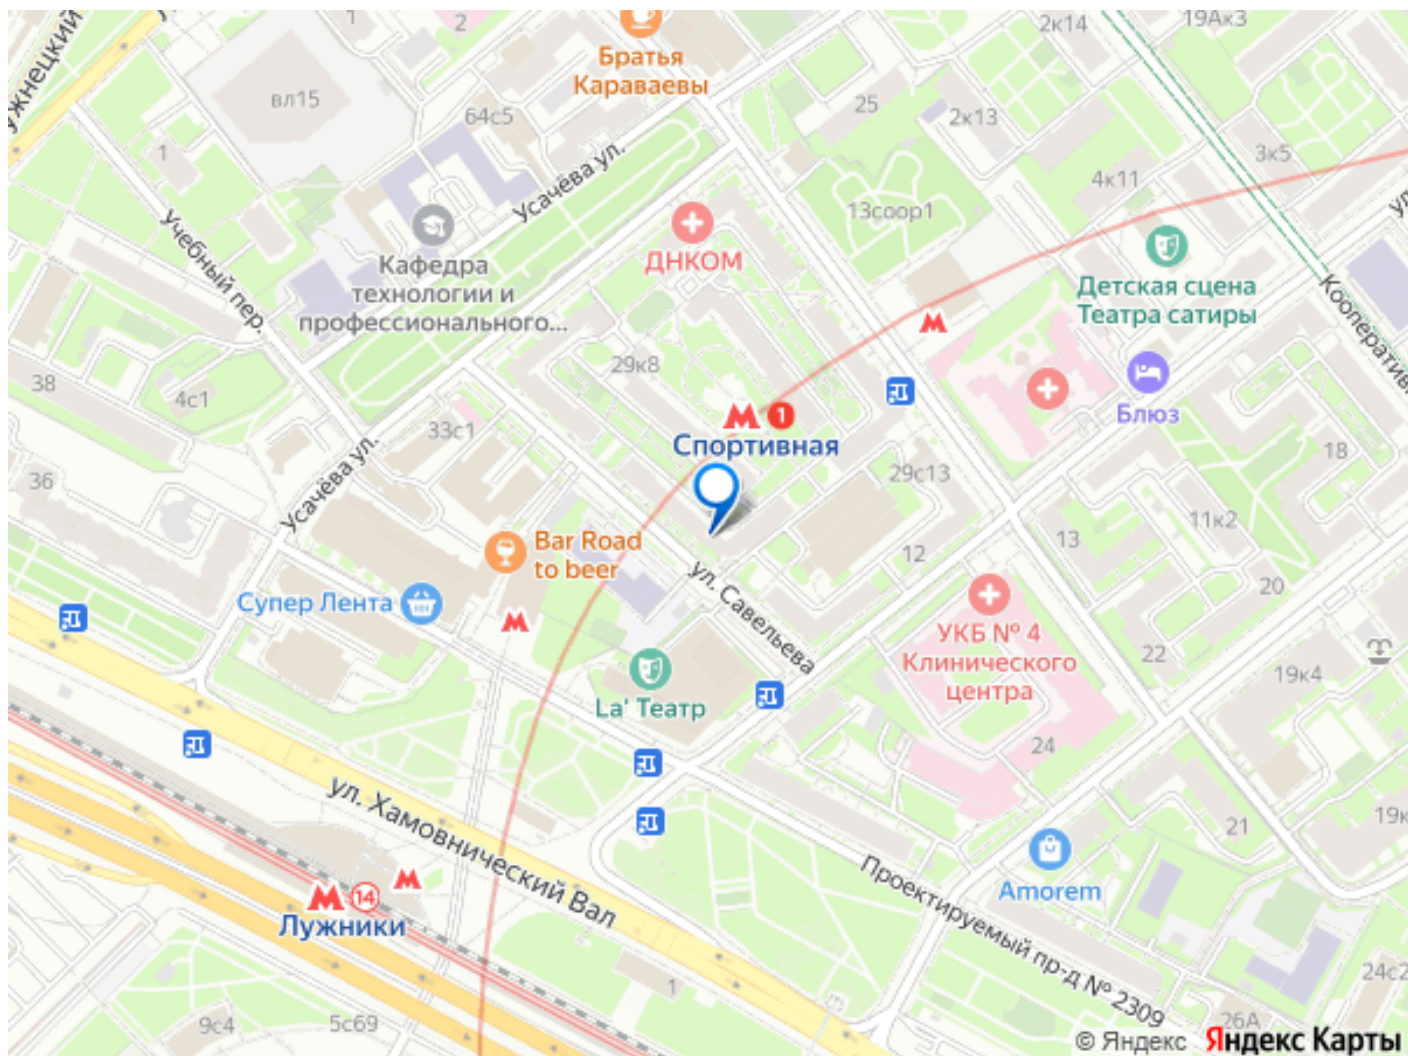 1
2
2к14
19Ак3
Братья
Караваевы
вл15
64с5
25
2к13
1
Усачёва ул.
3к5
4к11
13соор1
Учебный пер.
ДНКОМ
Кафедра
технологии и
профессионального...
Детская сцена
Театра сатиры
29к8
38
4с1
Блюз
1
Спортивная
33с1
18
36
Усачёва ул.
29с13
11к2
Bar Road
to beer
12
13
ул. Савельева
20
Супер Лента
УКБ № 4
Клинического
центра
22
19к4
La' Театр
24
ул. Хамовнический Вал
21
14
Лужники
Amorem
Проектируемый пр-д № 2309
1
24с2
9с4
5с69
26А
© Яндекс Яндекс Карты